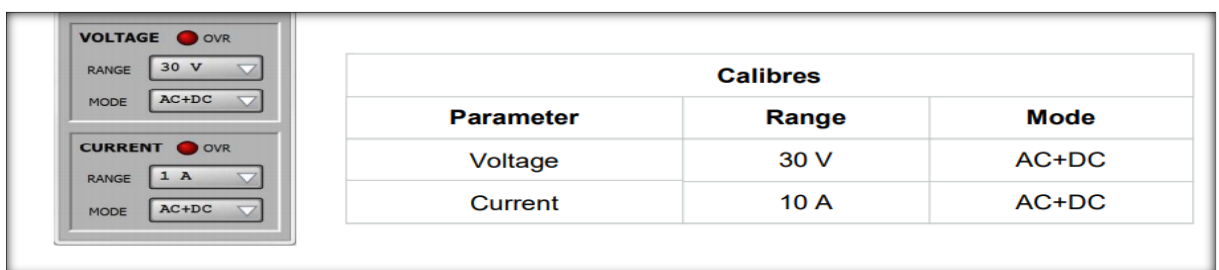 VOLTAGE OVR
RANGE 30 V
MODE AC+DC
CURRENT OVR
RANGE 1 A
MODE AC+DC
Calibres
Parameter Range Mode
Voltage 30 V AC+DC
Current 10 A AC+DC